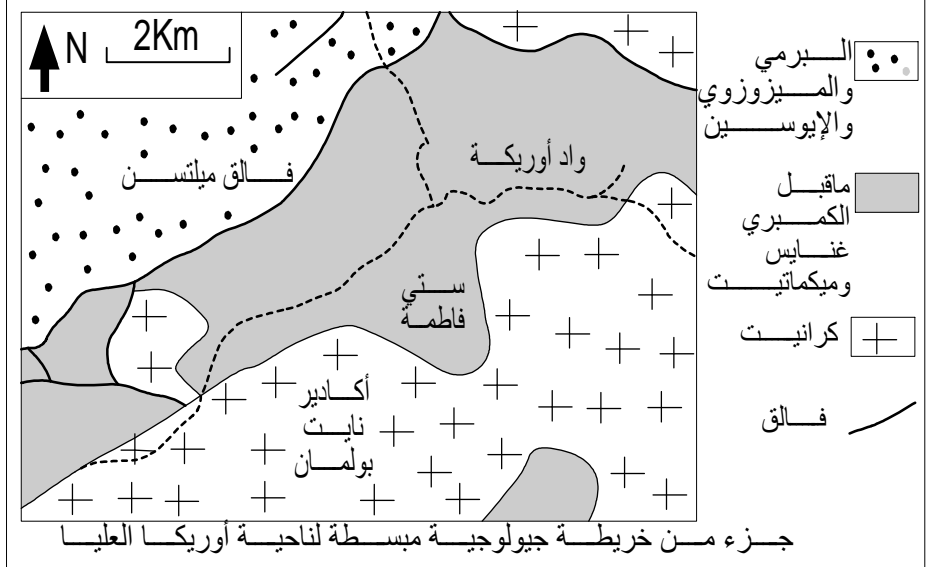 N
2Km
فالق ميلتسن
واد أوريكة
ستي
فاطمة
أكادير
نايت
بولمان
البرمي
والميزوزوي
والإيوسين
ماقبل
الكمبري
غنايس
وميكماتيت
كرانيت
فالق
جزء من خريطة جيولوجية مبسطة لناحية أوريكا العليا